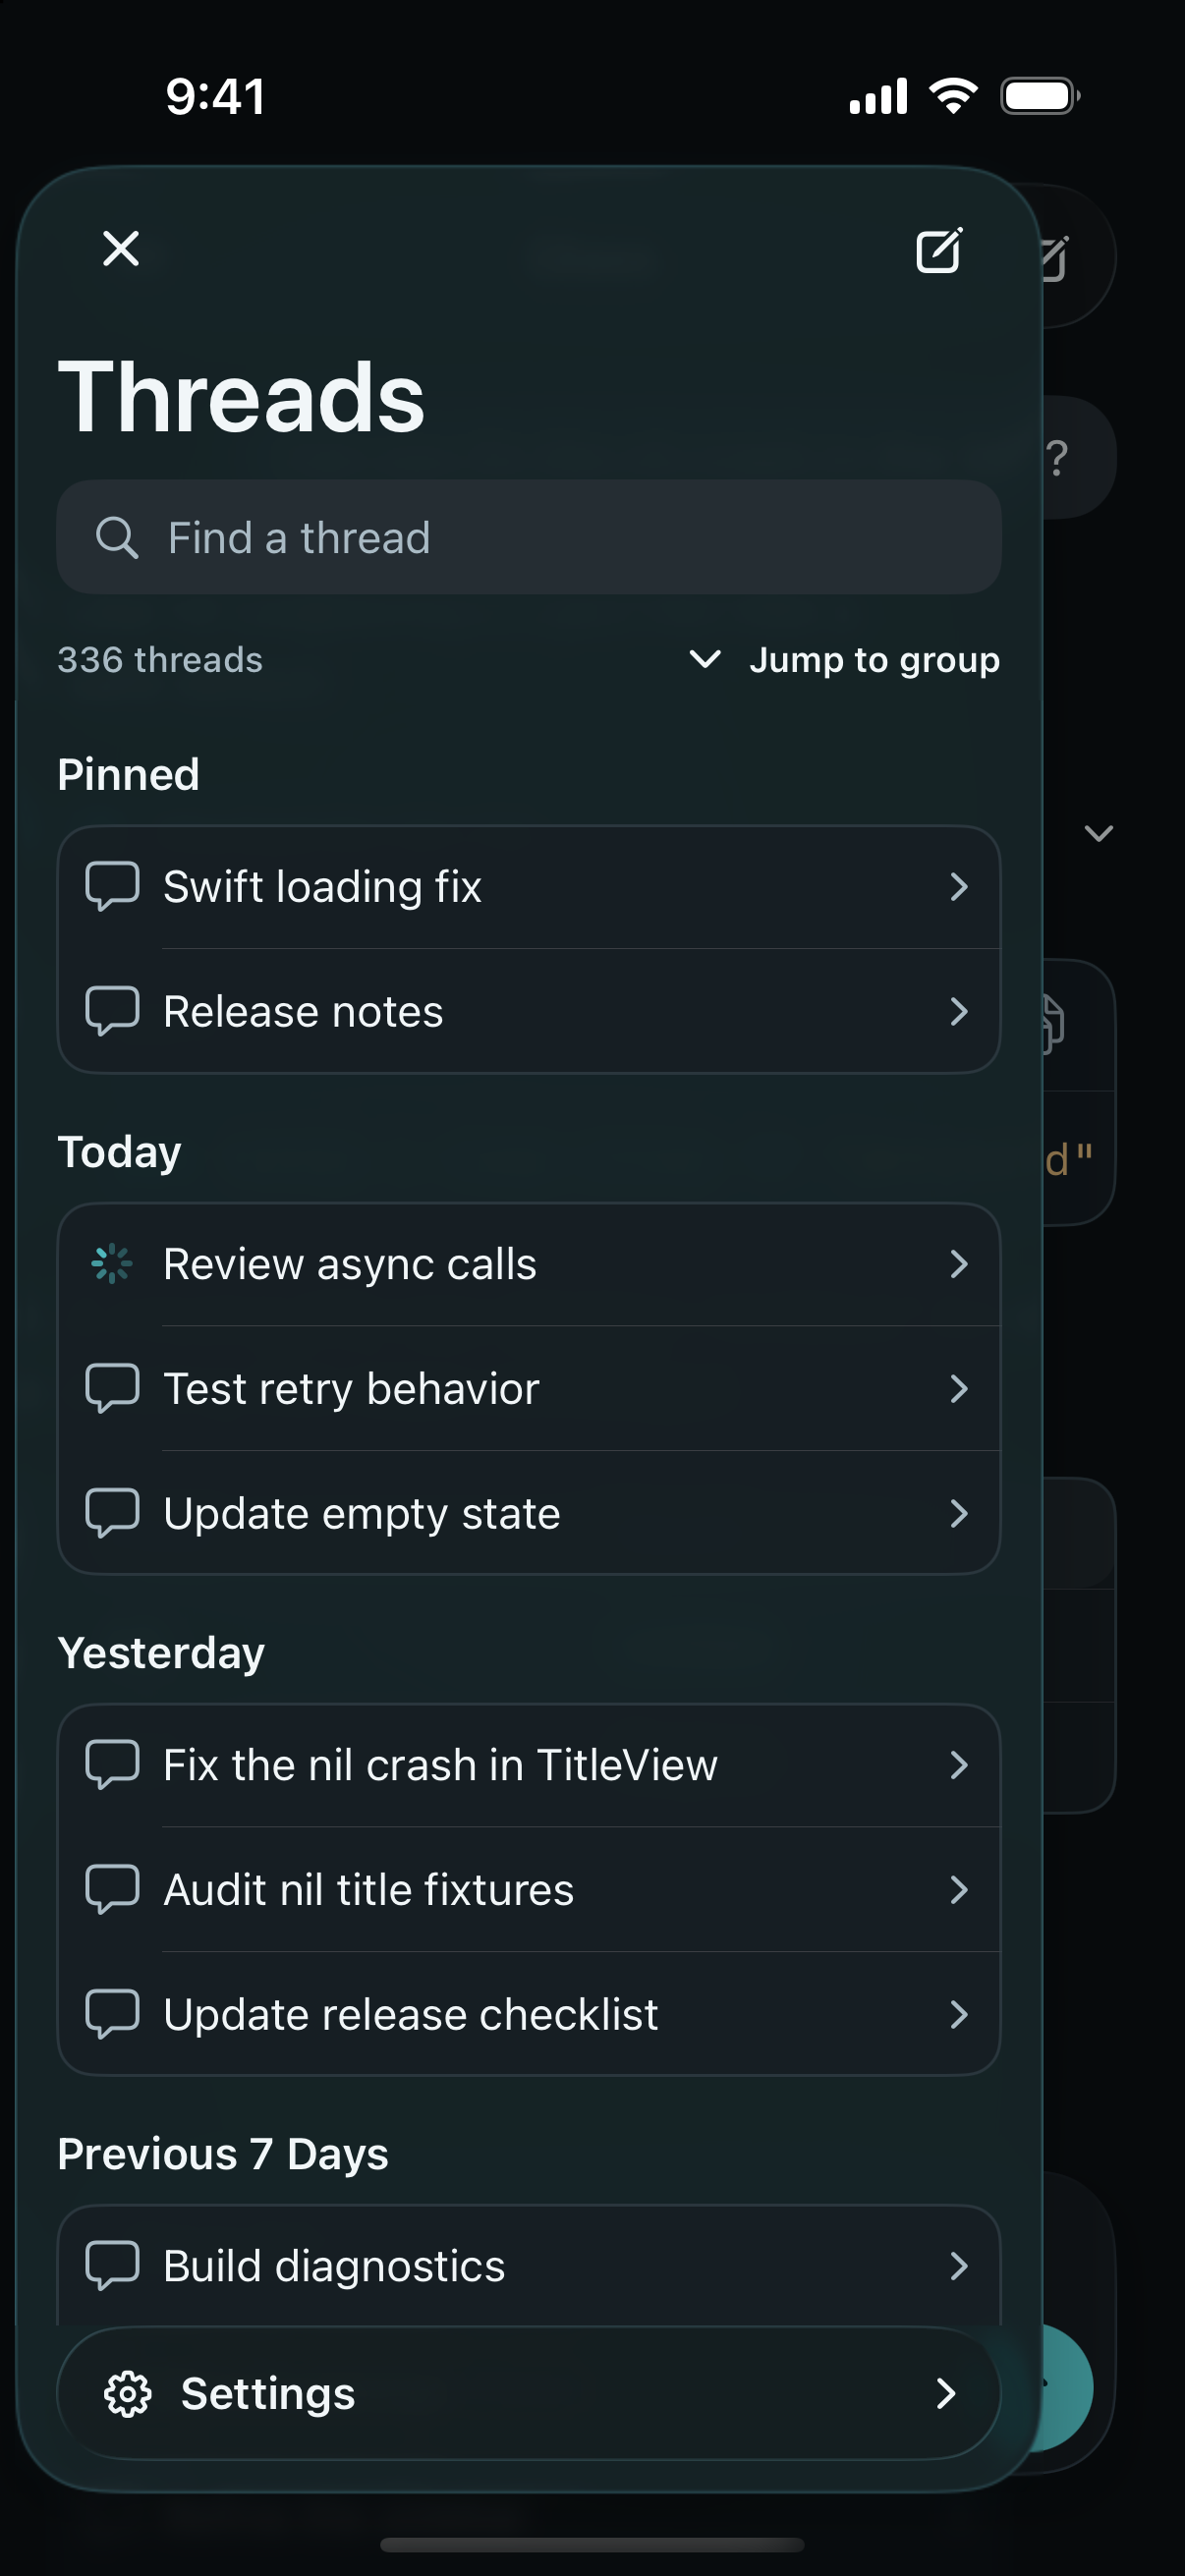 9:41
Threads
?
Find a thread
336 threads
Jump to group
Pinned
Swift loading fix
Release notes
Today
d"
Review async calls
Test retry behavior
Update empty state
Yesterday
Fix the nil crash in TitleView
Audit nil title fixtures
Update release checklist
Previous 7 Days
Build diagnostics
Settings